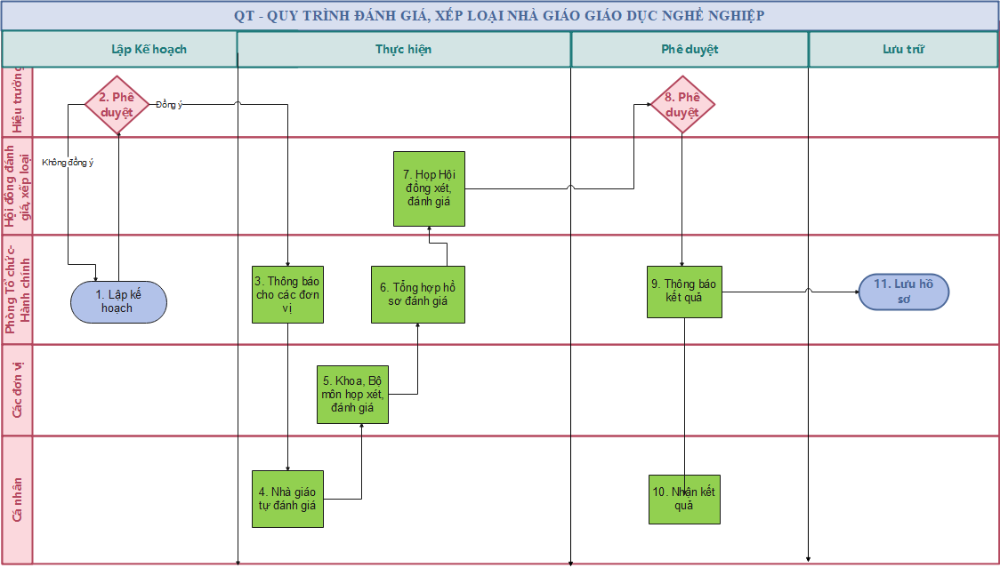 QT - QUY TRÌNH ĐÁNH GIÁ, XẾP LOẠI NHÀ GIÁO GIÁO DỤC NGHỀ NGHIỆP
Lập Kế hoạch
Thực hiện
Phê duyệt
Lưu trữ
Hiệu trưởng
2. Phê
duyệt
Đồng ý
Không đồng ý
8. Phê
duyệt
Hội đồng đánh
giá, xếp loại
7. Họp Hội
đồng xét,
đánh giá
Phòng Tổ chức-
Hành chính
1. Lập kế
hoạch
3. Thông báo
cho các đơn
vị
6. Tổng hợp hồ
sơ đánh giá
9. Thông báo
kết quả
11. Lưu hồ
sơ
Các đơn vị
5. Khoa, Bộ
môn họp xét,
đánh giá
Cá nhân
4. Nhà giáo
tự đánh giá
10. Nhận kết
quả